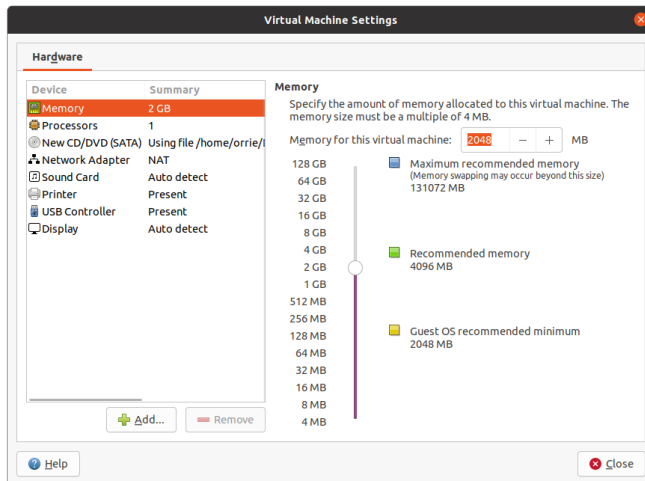 Virtual Machine Settings
Hardware
Device Summary
Memory 2 GB
Processors 1
New CD/DVD (SATA) Using file /home/orrie/
Network Adapter NAT
Sound Card Auto detect
Printer Present
USB Controller Present
Display Auto detect
Add...
Remove
Memory
Specify the amount of memory allocated to this virtual machine. The
memory size must be a multiple of 4 MB.
Memory for this virtual machine: 2048 − + MB
128 GB
64 GB
32 GB
16 GB
8 GB
4 GB
2 GB
1 GB
512 MB
256 MB
128 MB
64 MB
32 MB
16 MB
8 MB
4 MB
Maximum recommended memory
(Memory swapping may occur beyond this size)
131072 MB
Recommended memory
4096 MB
Guest OS recommended minimum
2048 MB
Help
Close